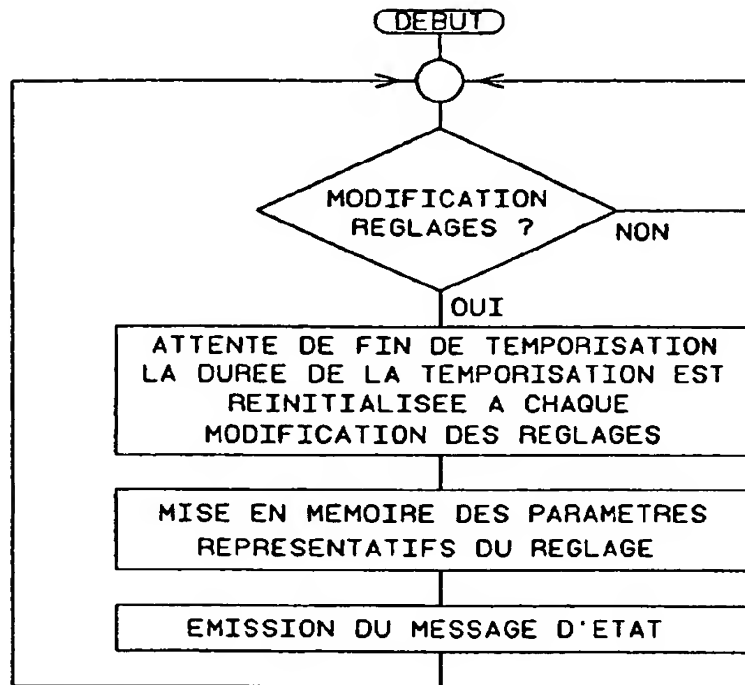 DEBUT
MODIFICATION
REGLAGES ?
NON
OUI
ATTENTE DE FIN DE TEMPORISATION
LA DUREE DE LA TEMPORISATION EST
REINITIALISEE A CHAQUE
MODIFICATION DES REGLAGES
MISE EN MEMOIRE DES PARAMETRES
REPRESENTATIFS DU REGLAGE
EMISSION DU MESSAGE D'ETAT